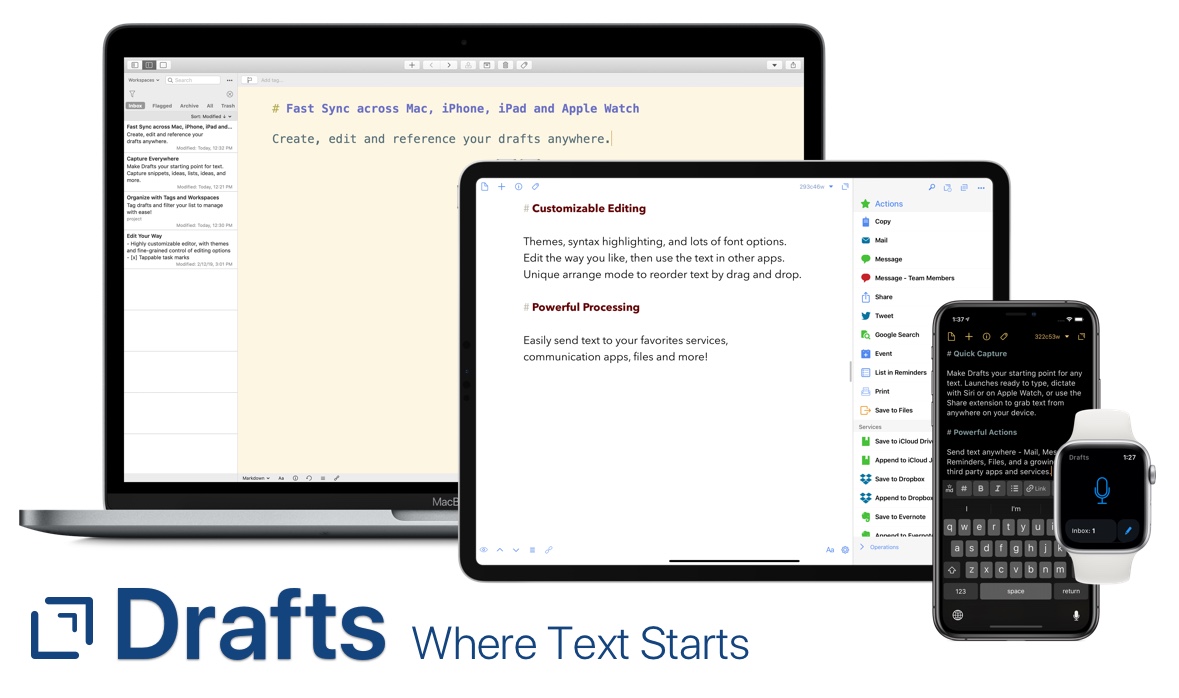 Workspaces
Search
Add tag...
Inbox Flagged Archive All Trash
Sort: Modified ↓
Fast Sync across Mac, iPhone, iPad and...
Create, edit and reference your
drafts anywhere.
Modified: Today, 12:32 PM
Capture Everywhere
Make Drafts your starting point for text.
Capture snippets, ideas, lists, ideas, and
more.
Modified: Today, 12:21 PM
Organize with Tags and Workspaces
Tag drafts and filter your list to manage
with ease!
project
Modified: Today, 12:30 PM
Edit Your Way
- Highly customizable editor, with themes
and fine-grained control of editing options
- [x] Tappable task marks
Modified: 2/12/19, 9:01 PM
# Fast Sync across Mac, iPhone, iPad and Apple Watch
Create, edit and reference your drafts anywhere.
Markdown
Aa
MacB
293c46w
# Customizable Editing
Themes, syntax highlighting, and lots of font options.
Edit the way you like, then use the text in other apps.
Unique arrange mode to reorder text by drag and drop.
# Powerful Processing
Easily send text to your favorites services,
communication apps, files and more!
Aa
Actions
Copy
Mail
Message
Message - Team Members
Share
Tweet
Google Search
Event
List in Reminders
Print
Save to Files
Services
Save to iCloud Driv
Append to iCloud
Save to Dropbox
Append to Dropbox
Save to Evernote
Append to Evernote
Operations
1:37
322c53w
# Quick Capture
Make Drafts your starting point for any
text. Launches ready to type, dictate
with Siri or on Apple Watch, or use the
Share extension to grab text from
anywhere on your device.
# Powerful Actions
Send text anywhere - Mail, Mes
Reminders, Files, and a growin
third party apps and services.
# B I Link
I I'm
q w e r t y u i
a s d f g h j k
z x c v b n m
123 space return
Drafts 1:27
Inbox: 1
Drafts Where Text Starts